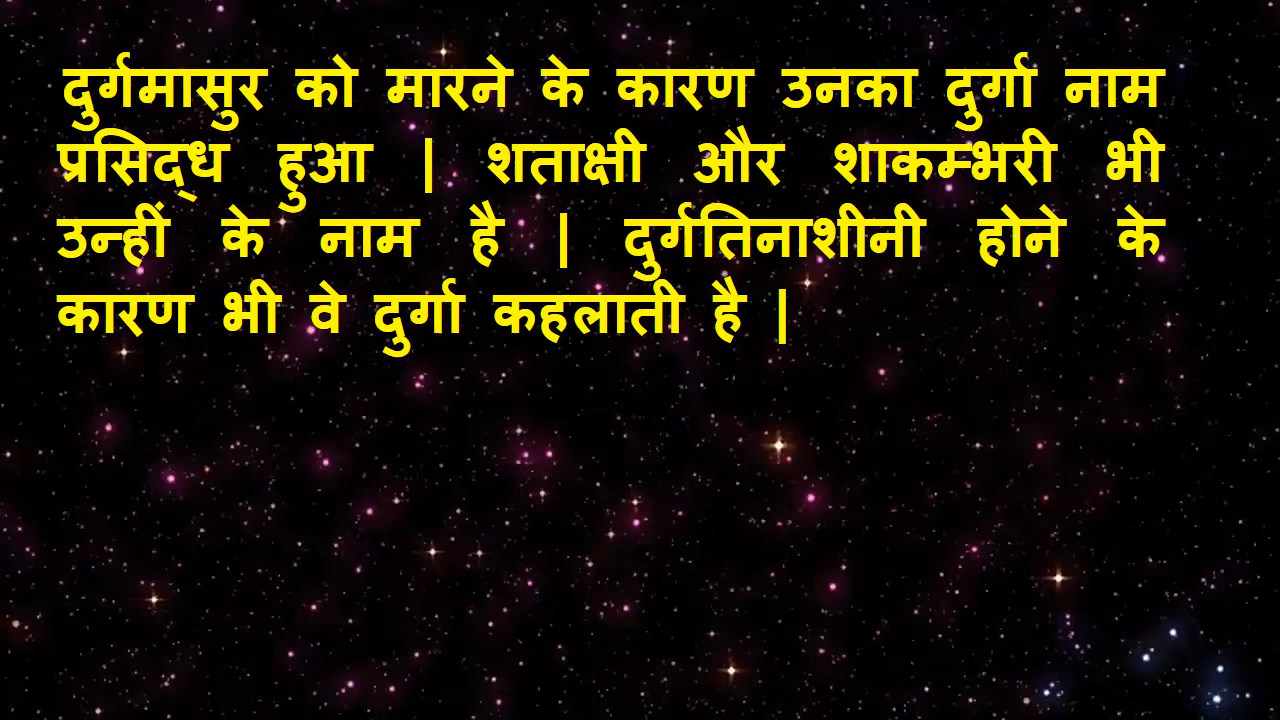 दुर्गमासुर को मारने के कारण उनका दुर्गा नाम
प्रसिद्ध हुआ |  शताक्षी और शाकम्भरी भी
उन्हीं के नाम है | दुर्गतिनाशीनी होने के
कारण भी वे दुर्गा कहलाती है |